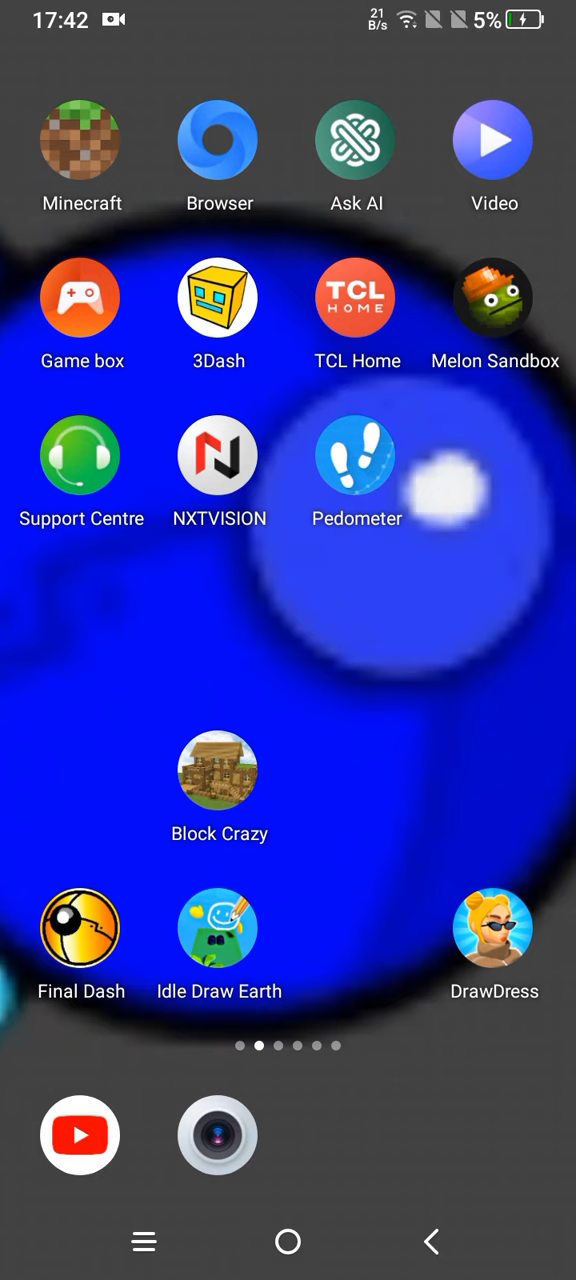 17:42 21 B/s 5%
Minecraft Browser Ask AI Video
TCL
HOME
Game box 3Dash TCL Home Melon Sandbox
Support Centre NXTVISION Pedometer
Block Crazy
Final Dash Idle Draw Earth DrawDress